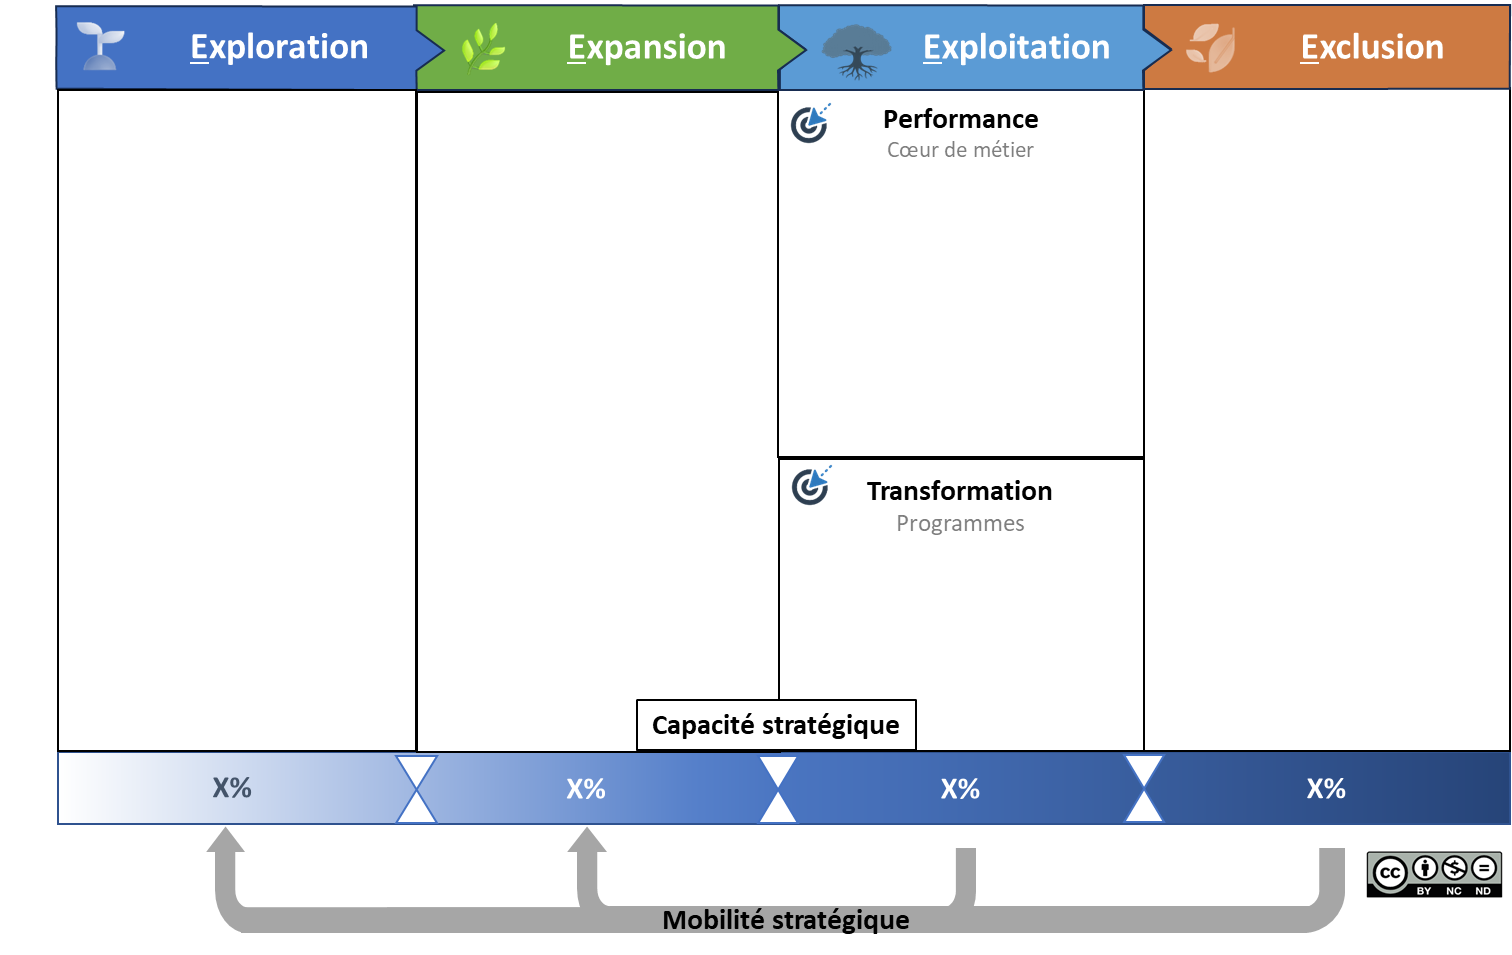 Exploration
Expansion
Exploitation
Exclusion
Performance
Cœur de métier
Transformation
Programmes
Capacité stratégique
X%
X%
X%
X%
Mobilité stratégique
cc
BY NC ND